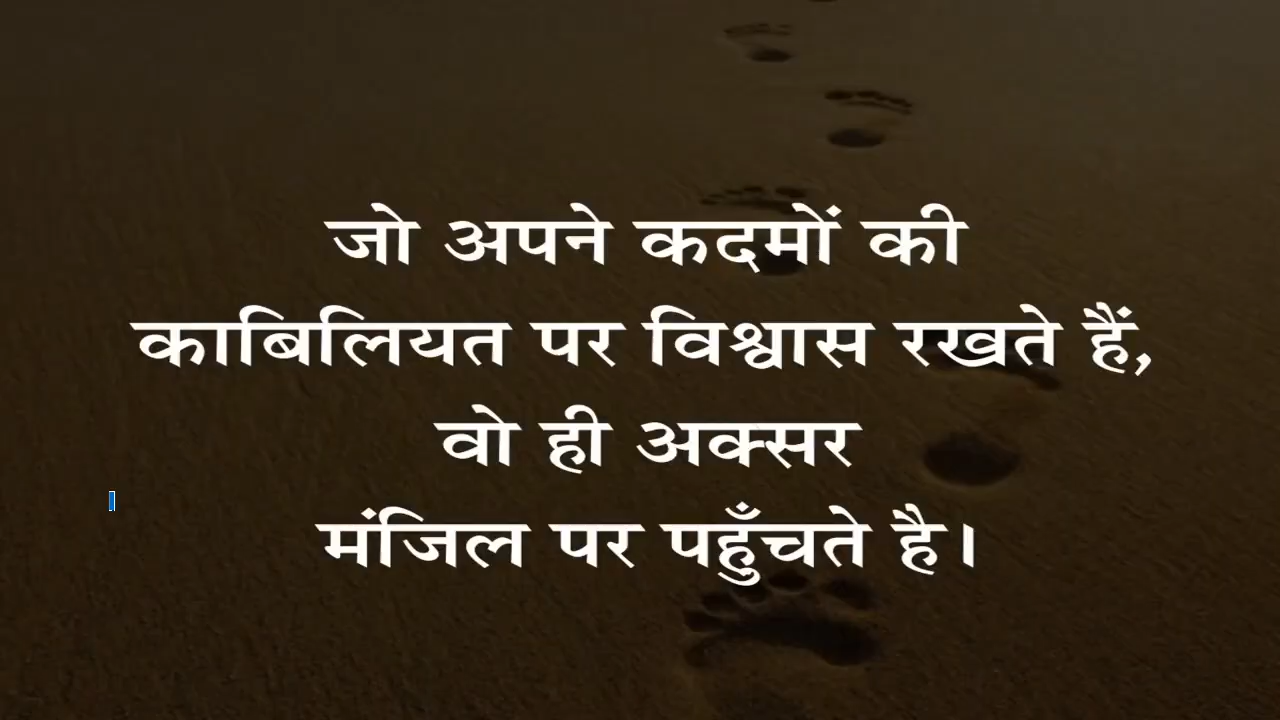 जो अपने कदमों की
काबिलियत पर विश्वास रखते हैं,
वो ही अक्सर
मंजिल पर पहुँचते है।